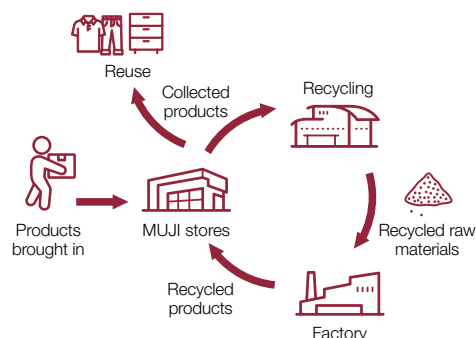 Reuse
Collected
products
Recycling
Products
brought in
MUJI stores
Recycled raw
materials
Recycled
products
Factory